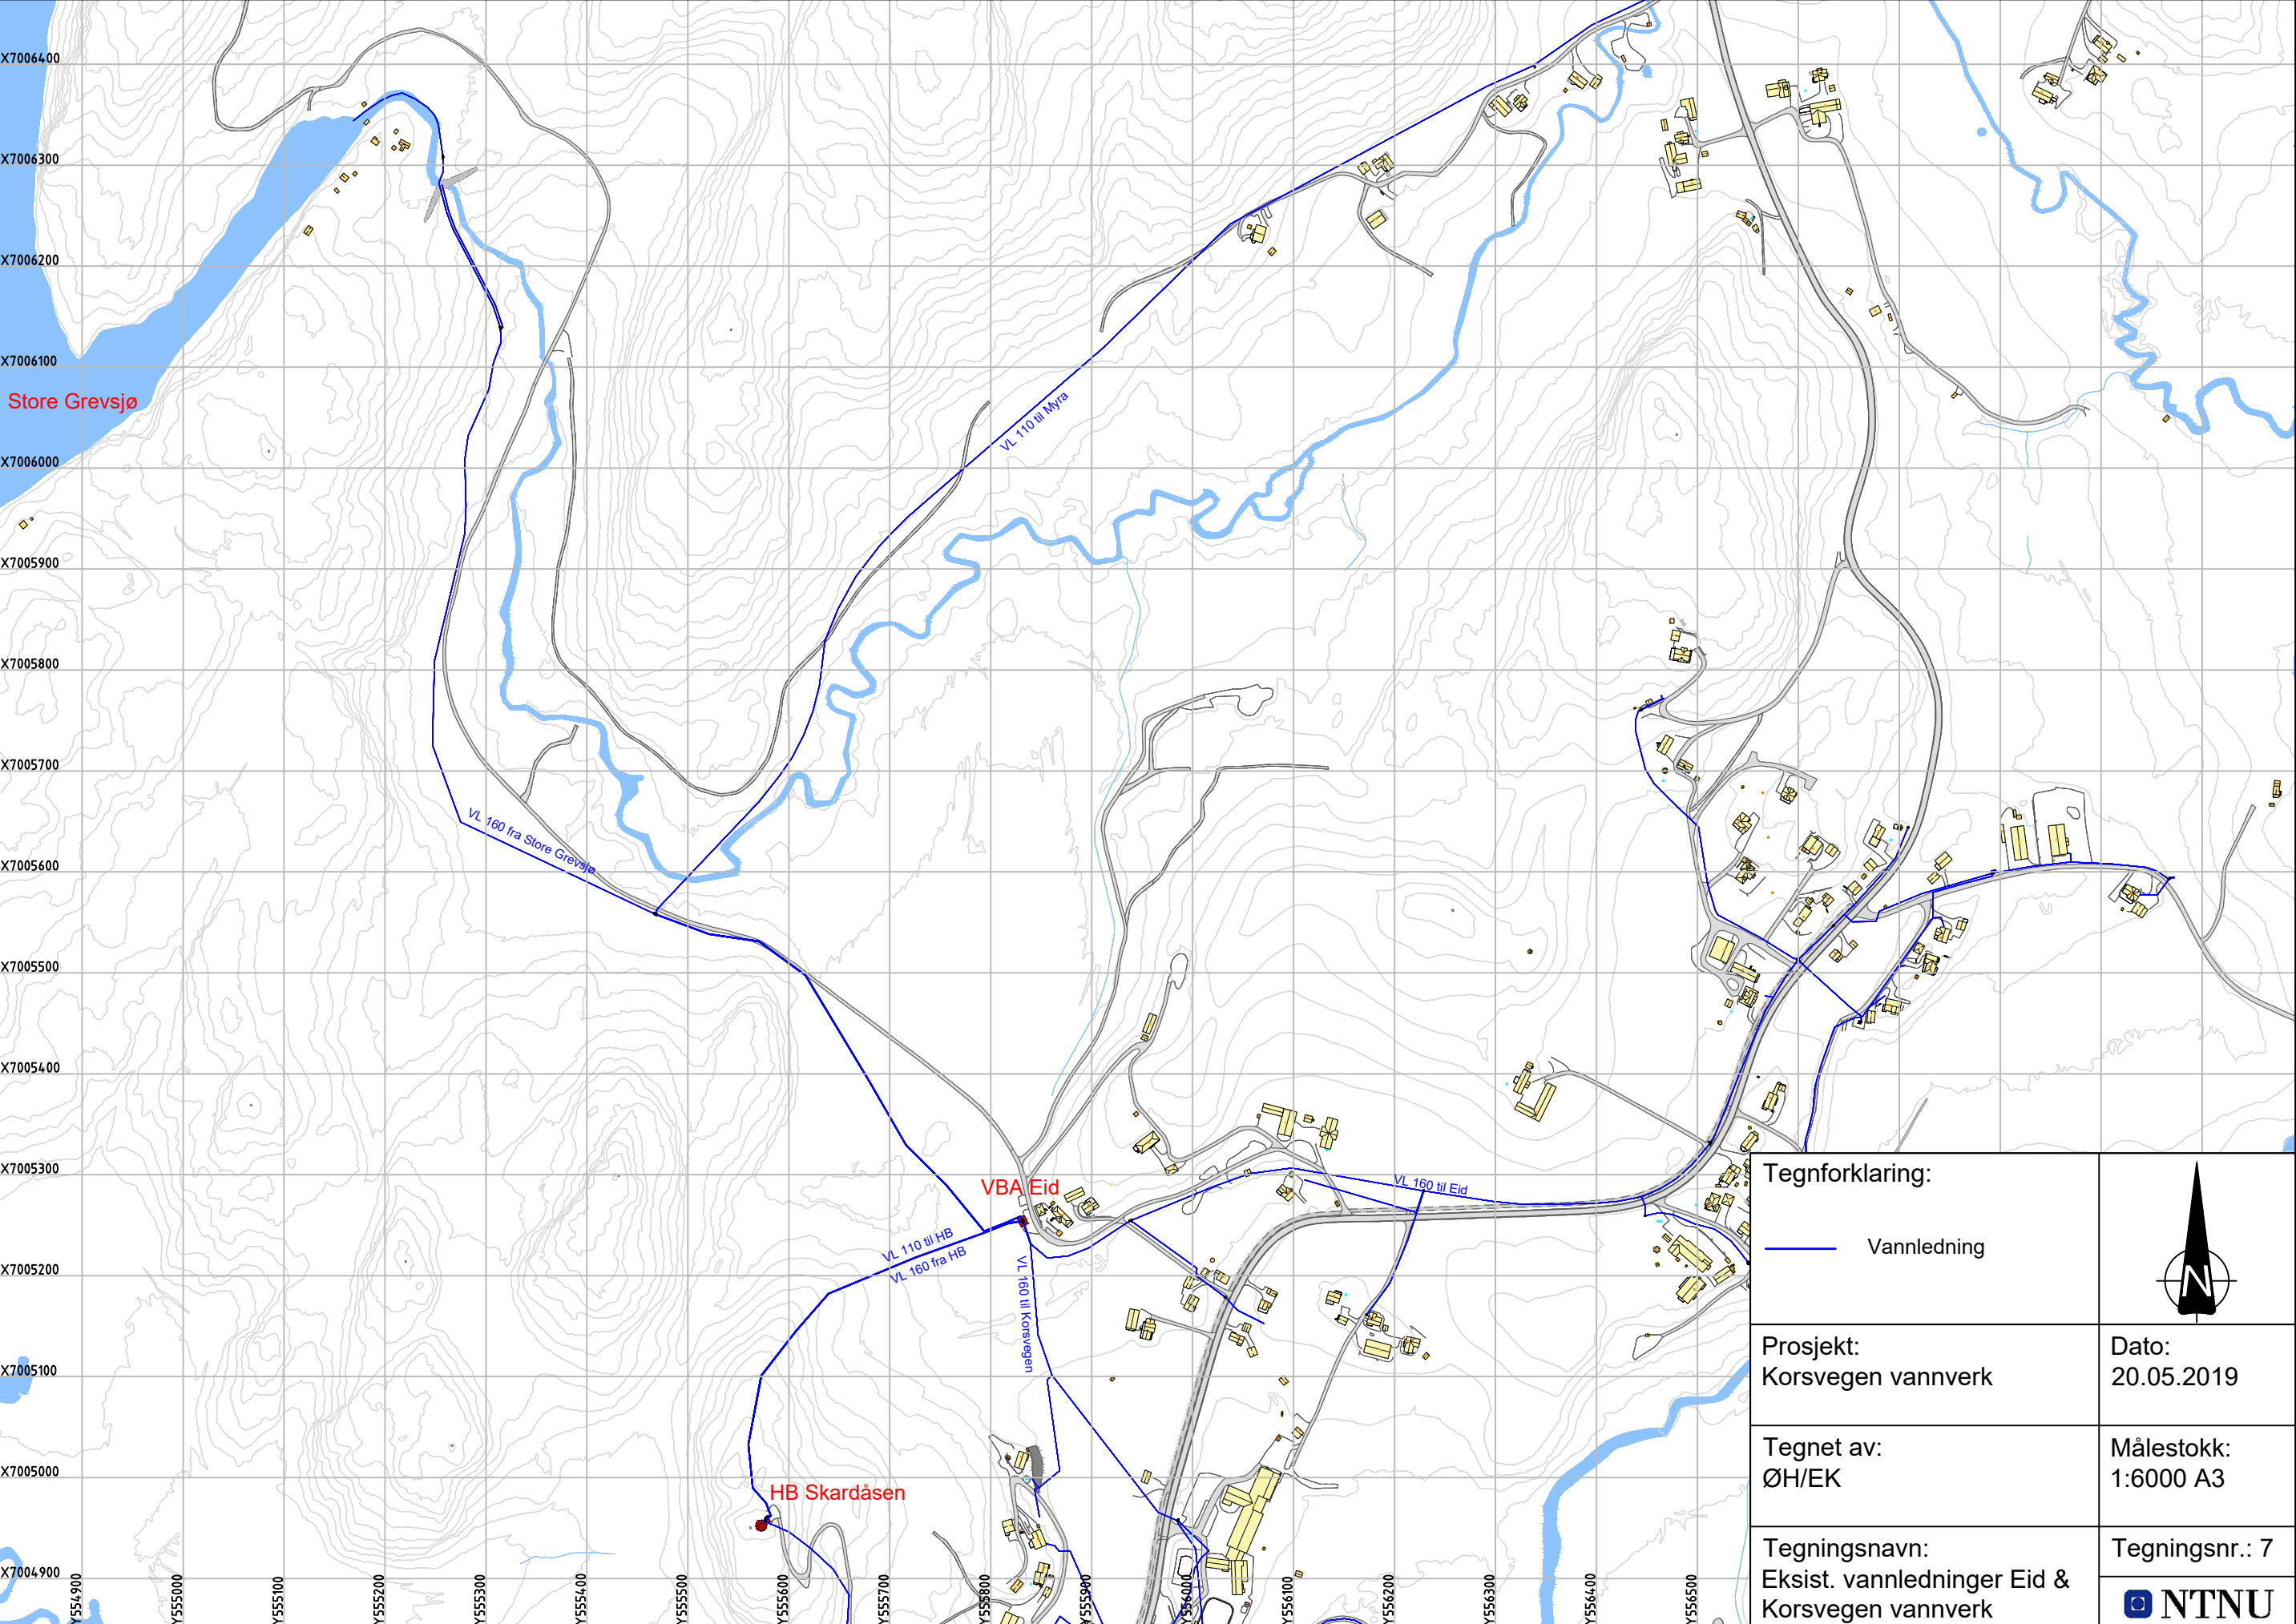 X7006400
X7006300
X7006200
X7006100
Store Grevsjø
X7006000
X7005900
X7005800
X7005700
X7005600
X7005500
X7005400
X7005300
X7005200
X7005100
X7005000
X7004900
VL 110 til Myra
VL 160 fra Store Grevsjø
VBA Eid
VL 160 til Eid
VL 110 til HB
VL 160 fra HB
VL 160 til Korsvegen
HB Skardåsen
Y554900
Y555000
Y555100
Y555200
Y555300
Y555400
Y555500
Y555600
Y555700
Y555800
Y555900
Y556000
Y556100
Y556200
Y556300
Y556400
Y556500
Tegnforklaring:
Vannledning
N
Prosjekt:
Korsvegen vannverk
Dato:
20.05.2019
Tegnet av:
ØH/EK
Målestokk:
1:6000 A3
Tegningsnavn:
Eksist. vannledninger Eid &
Korsvegen vannverk
Tegningsnr.: 7
NTNU